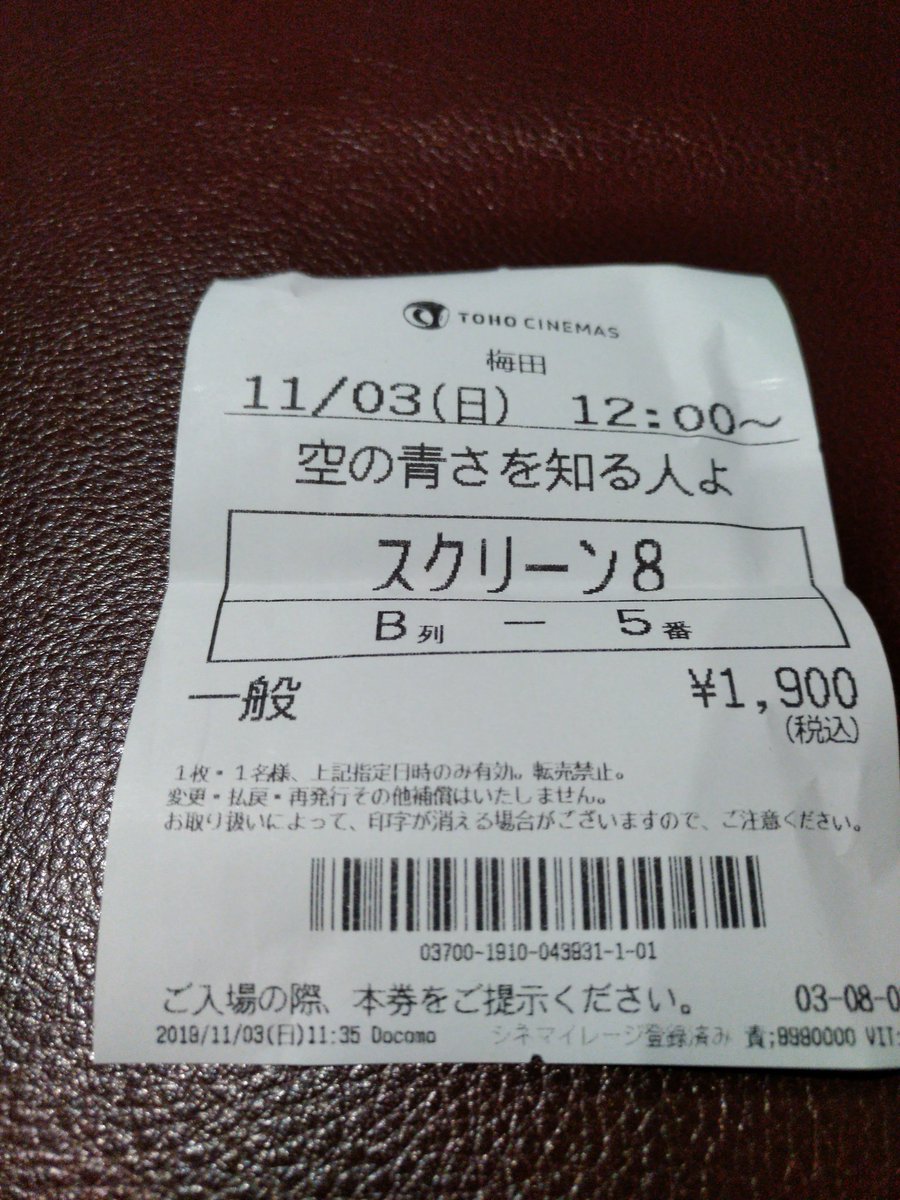 TOHO CINEMAS
梅田
11/03(日) 12:00~
空の青さを知る人よ
スクリーン8
B列 ー 5番
一般 ¥1,900
(税込)
1枚・1名様、上記指定日時のみ有効。転売禁止。
変更・払戻・再発行その他補償はいたしません。
お取り扱いによって、印字が消える場合がございますので、ご注意ください。
03700-1910-043931-1-01
ご入場の際、本券をご提示ください。 03-08-0
2019/11/03(日)11:35 Docomo シネマイレージ登録済み 責:9980000 VII